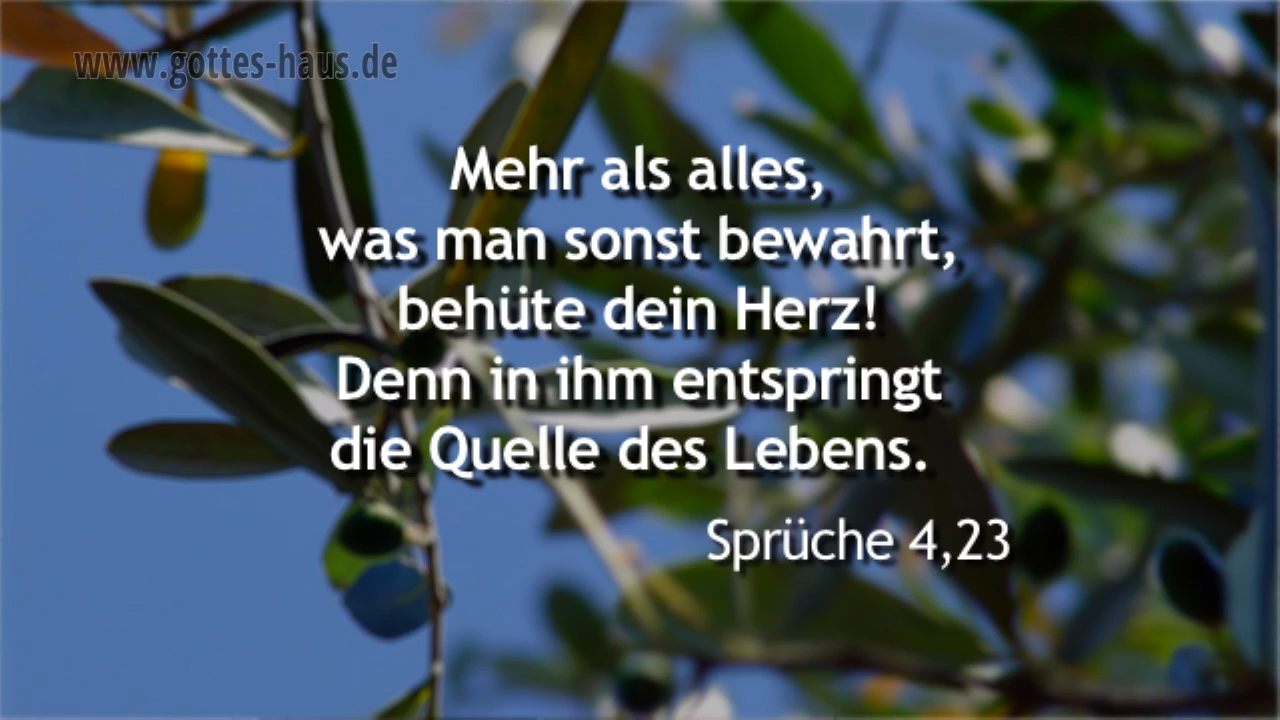 www.gottes-haus.de
Mehr als alles,
was man sonst bewahrt,
behüte dein Herz!
Denn in ihm entspringt
die Quelle des Lebens.
Sprüche 4,23